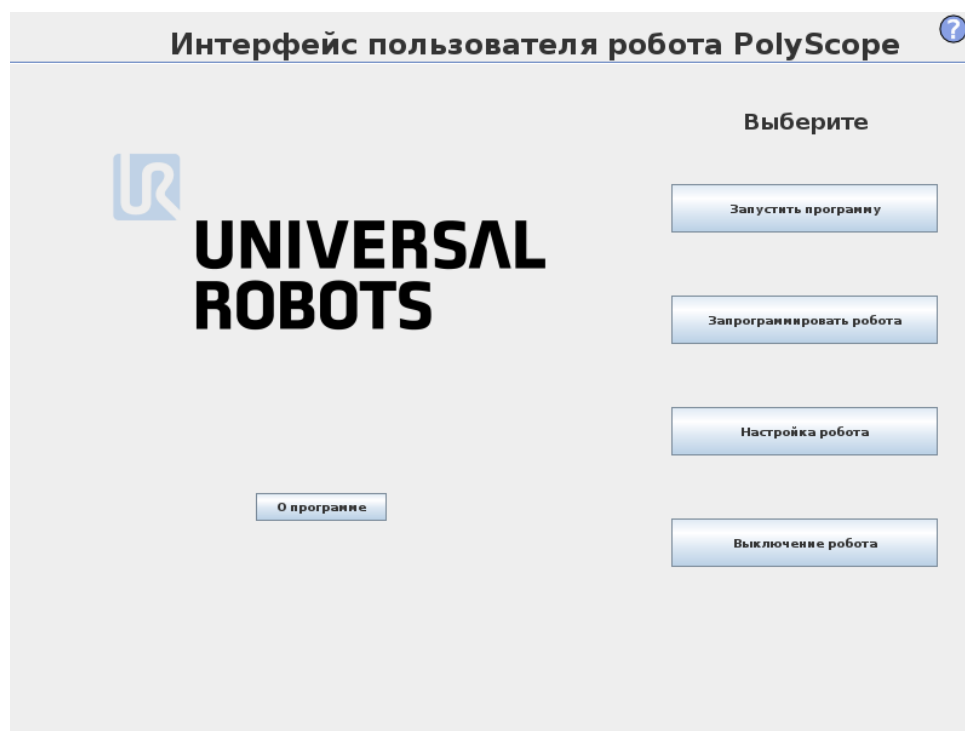 Интерфейс пользователя робота PolyScope
?
Выберите
UR
UNIVERSAL
ROBOTS
Запустить программу
Запрограммировать робота
Настройка робота
О программе
Выключение робота